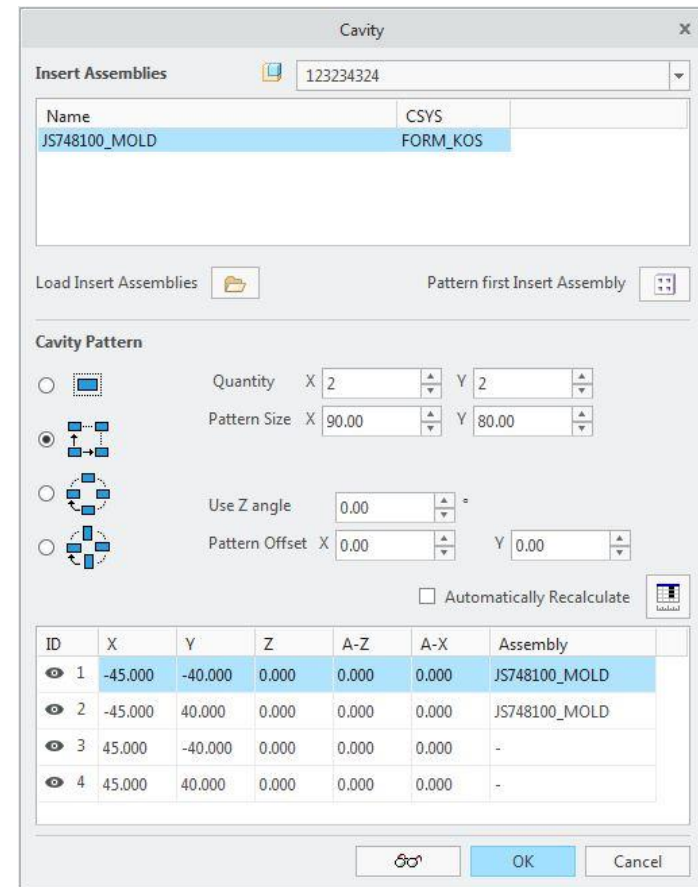 Cavity x
Insert Assemblies 123234324
Name CSYS
JS748100_MOLD FORM_KOS
Load Insert Assemblies Pattern first Insert Assembly
Cavity Pattern
Quantity X 2 Y 2
Pattern Size X 90.00 Y 80.00
Use Z angle 0.00 °
Pattern Offset X 0.00 Y 0.00
Automatically Recalculate
ID X Y Z A-Z A-X Assembly
1 -45.000 -40.000 0.000 0.000 0.000 JS748100_MOLD
2 -45.000 40.000 0.000 0.000 0.000 JS748100_MOLD
3 45.000 -40.000 0.000 0.000 0.000 -
4 45.000 40.000 0.000 0.000 0.000 -
OK Cancel